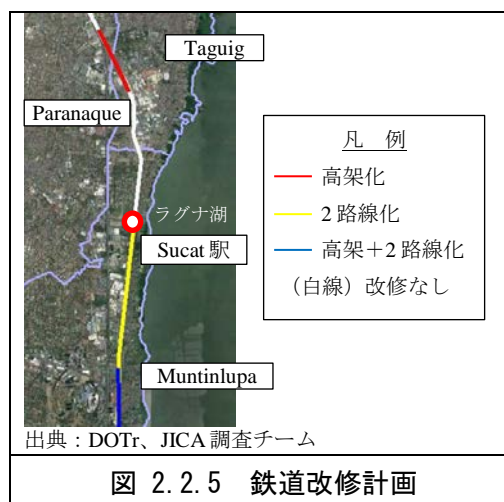 Taguig
Paranaque
ラグナ湖
Sucat 駅
Muntinlupa
凡　例
高架化
2 路線化
高架+2 路線化
（白線）改修なし
出典：DOTr、JICA 調査チーム
図 2.2.5　鉄道改修計画